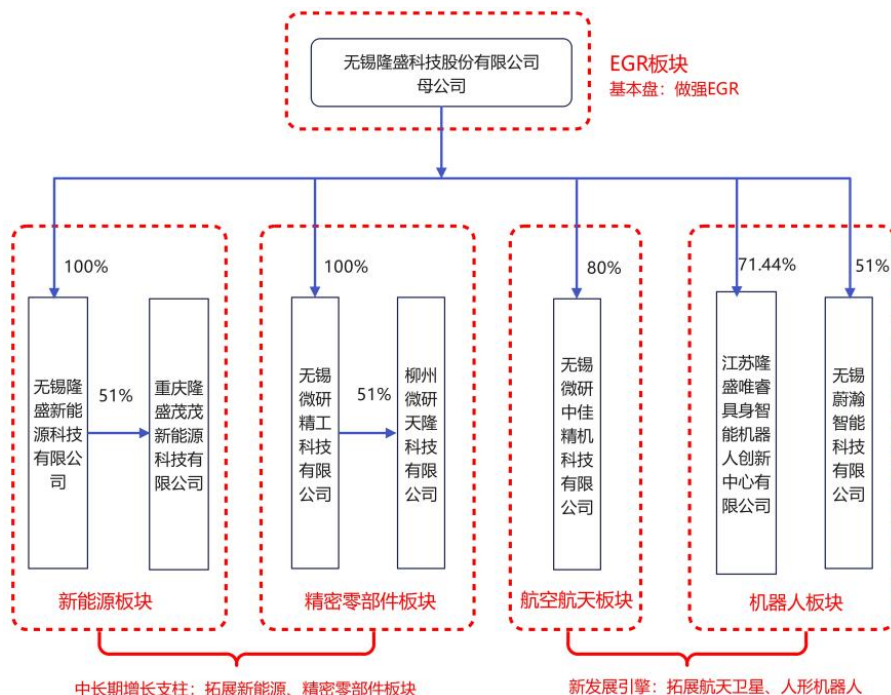 无锡隆盛科技股份有限公司
母公司
EGR板块
基本盘：做强EGR
100%
100%
80%
71.44%
51%
无锡隆
盛新能
源科技
有限公
司
51%
重庆隆
盛茂茂
新能源
科技有
限公司
无锡
微研
精工
科技
有限
公司
51%
柳州
微研
天隆
科技
有限
公司
无锡
微研
中佳
精机
科技
有限
公司
江苏隆
盛唯睿
具身智
能机器
人创新
中心有
限公司
无锡
蔚瀚
智能
科技
有限
公司
新能源板块
精密零部件板块
航空航天板块
机器人板块
中长期增长支柱：拓展新能源、精密零部件板块
新发展引擎：拓展航天卫星、人形机器人